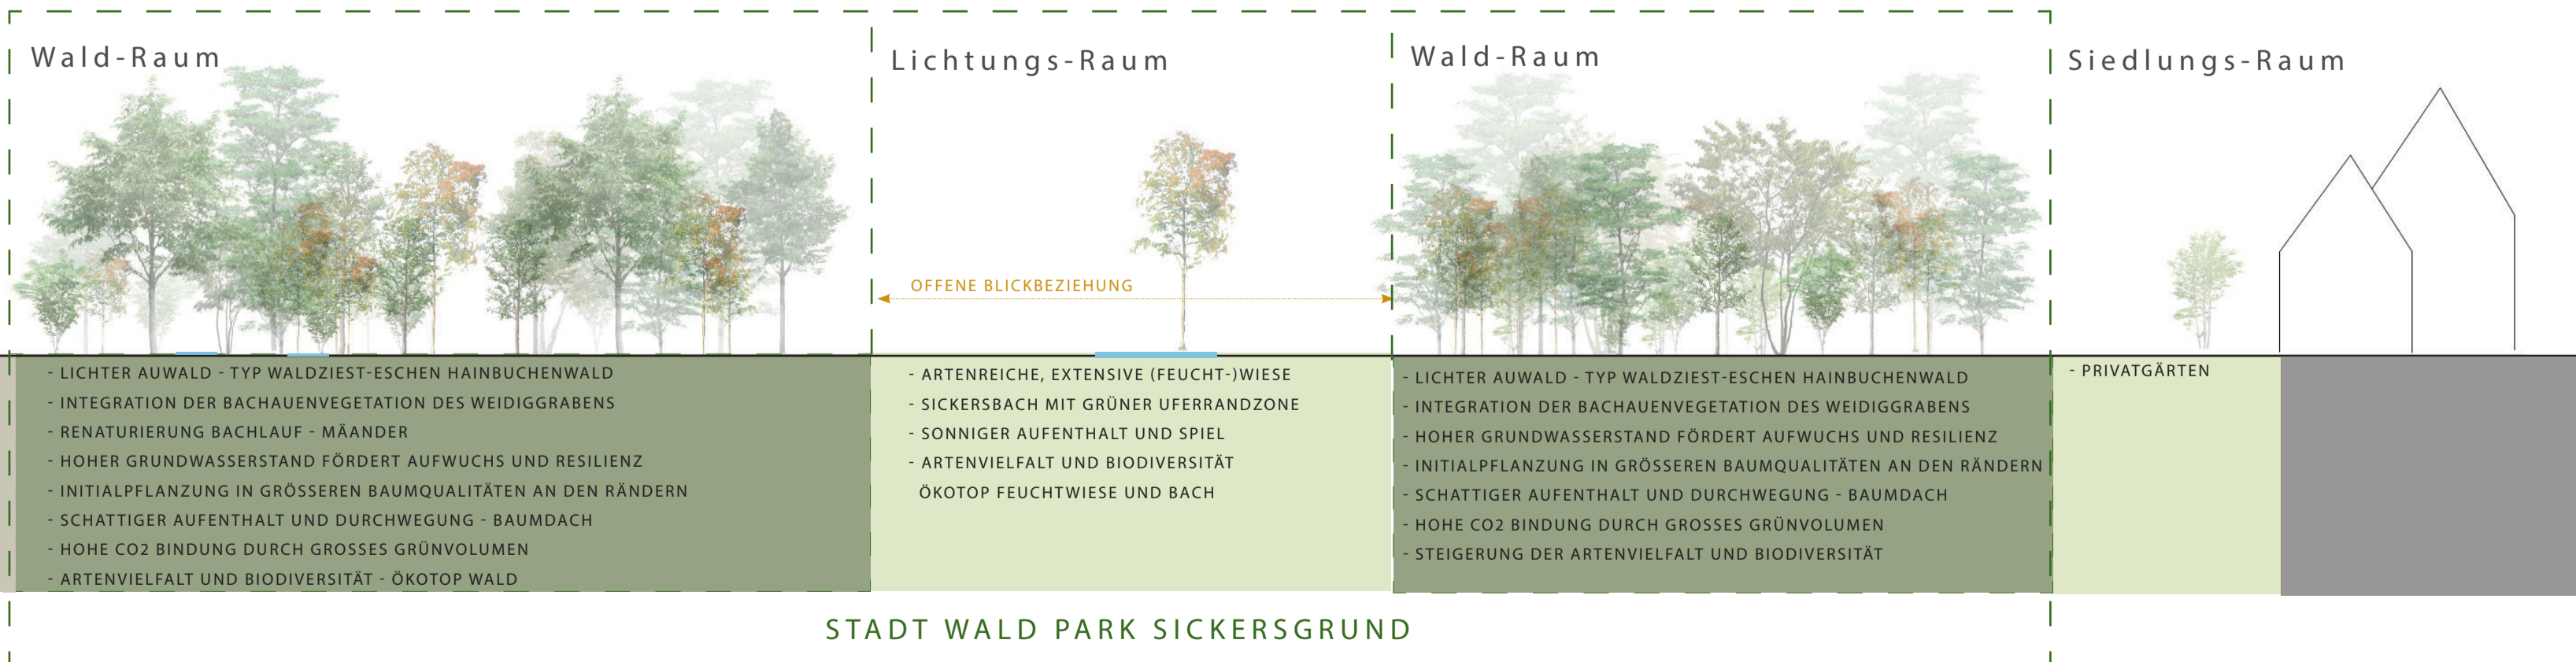 Wald-Raum
- LICHTER AUWALD - TYP WALDZIEST-ESCHEN HAINBUCHENWALD
- INTEGRATION DER BACHAUENVEGETATION DES WEIDIGGRABENS
- RENATURIERUNG BACHLAUF - MÄANDER
- HOHER GRUNDWASSERSTAND FÖRDERT AUFWUCHS UND RESILIENZ
- INITIALPFLANZUNG IN GRÖSSEREN BAUMQUALITÄTEN AN DEN RÄNDERN
- SCHATTIGER AUFENTHALT UND DURCHWEGUNG - BAUMDACH
- HOHE CO2 BINDUNG DURCH GROSSES GRÜNVOLUMEN
- ARTENVIELFALT UND BIODIVERSITÄT - ÖKOTOP WALD
Lichtungs-Raum
OFFENE BLICKBEZIEHUNG
- ARTENREICHE, EXTENSIVE (FEUCHT-)WIESE
- SICKERSBACH MIT GRÜNER UFERRANDZONE
- SONNIGER AUFENTHALT UND SPIEL
- ARTENVIELFALT UND BIODIVERSITÄT
ÖKOTOP FEUCHTWIESE UND BACH
Wald-Raum
- LICHTER AUWALD - TYP WALDZIEST-ESCHEN HAINBUCHENWALD
- INTEGRATION DER BACHAUENVEGETATION DES WEIDIGGRABENS
- HOHER GRUNDWASSERSTAND FÖRDERT AUFWUCHS UND RESILIENZ
- INITIALPFLANZUNG IN GRÖSSEREN BAUMQUALITÄTEN AN DEN RÄNDERN
- SCHATTIGER AUFENTHALT UND DURCHWEGUNG - BAUMDACH
- HOHE CO2 BINDUNG DURCH GROSSES GRÜNVOLUMEN
- STEIGERUNG DER ARTENVIELFALT UND BIODIVERSITÄT
Siedlungs-Raum
- PRIVATGÄRTEN
STADT WALD PARK SICKERSGRUND